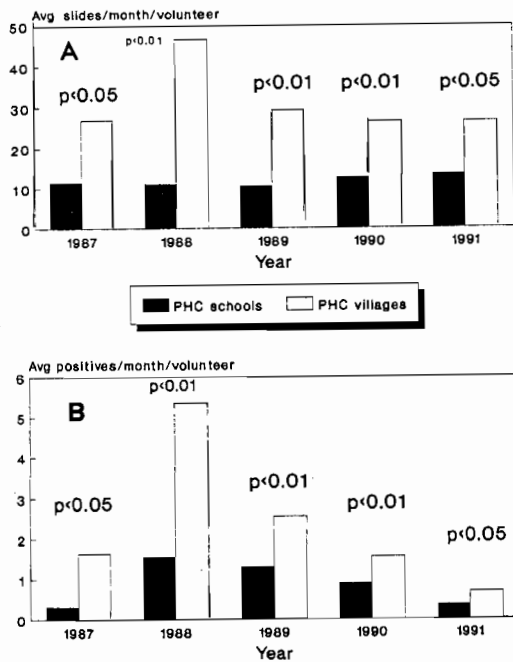 Avg slides/month/volunteer
50
40
30
20
10
0
A
p<0.05
p<0.01
p<0.01
p<0.01
p<0.05
1987 1988 1989 1990 1991
Year
PHC schools PHC villages
Avg positives/month/volunteer
6
5
4
3
2
1
0
B
p<0.05
p<0.01
p<0.01
p<0.01
p<0.05
1987 1988 1989 1990 1991
Year